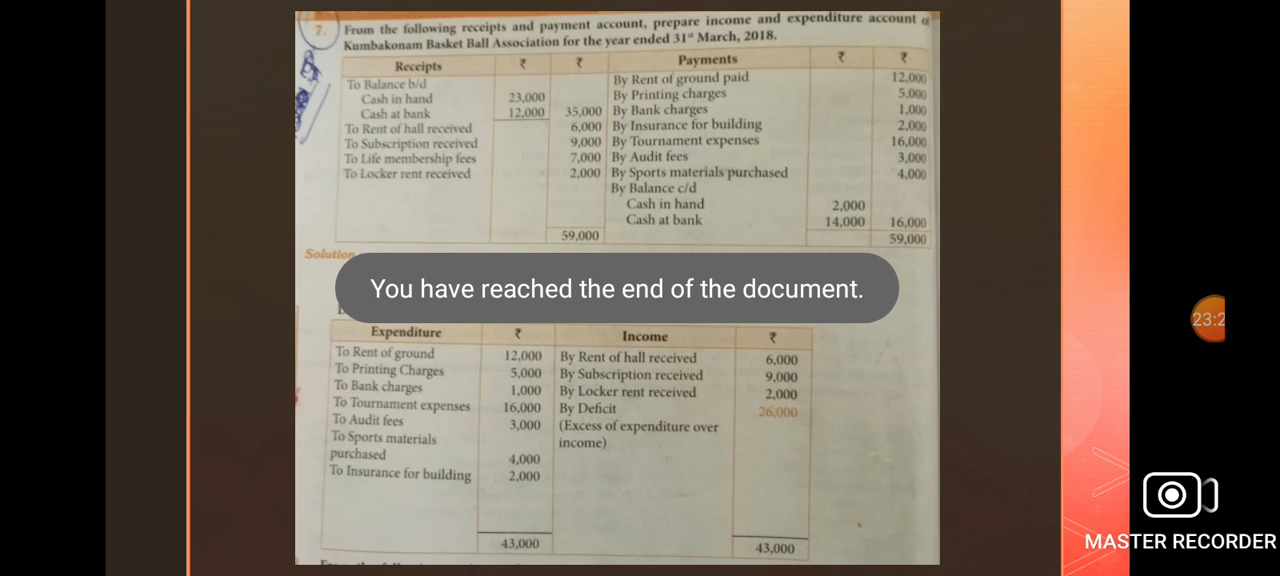 7. From the following receipts and payment account, prepare income and expenditure account
Kumbakonam Basket Ball Association for the year ended 31st March, 2018.
Receipts ₹ ₹ Payments ₹ ₹
To Balance b/d By Rent of ground paid 12,000
Cash in hand 23,000 By Printing charges 5,000
Cash at bank 12,000 35,000 By Bank charges 1,000
To Rent of hall received 6,000 By Insurance for building 2,000
To Subscription received 9,000 By Tournament expenses 16,000
To Life membership fees 7,000 By Audit fees 3,000
To Locker rent received 2,000 By Sports materials purchased 4,000
By Balance c/d
Cash in hand 2,000
Cash at bank 14,000 16,000
59,000 59,000
Solution
You have reached the end of the document.
Expenditure ₹ Income ₹
To Rent of ground 12,000 By Rent of hall received 6,000
To Printing Charges 5,000 By Subscription received 9,000
To Bank charges 1,000 By Locker rent received 2,000
To Tournament expenses 16,000 By Deficit 26,000
To Audit fees 3,000 (Excess of expenditure over
To Sports materials income)
purchased 4,000
To Insurance for building 2,000
43,000 43,000
23:2
MASTER RECORDER